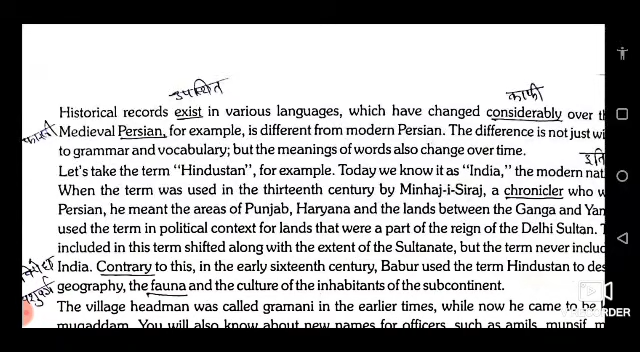 उपस्थित
काफी
Historical records exist in various languages, which have changed considerably over t
फारसी
Medieval Persian, for example, is different from modern Persian. The difference is not just wi
to grammar and vocabulary; but the meanings of words also change over time.
Let's take the term "Hindustan", for example. Today we know it as "India," the modern nat
When the term was used in the thirteenth century by Minhaj-i-Siraj, a chronicler who w
Persian, he meant the areas of Punjab, Haryana and the lands between the Ganga and Yan
used the term in political context for lands that were a part of the reign of the Delhi Sultan. T
included in this term shifted along with the extent of the Sultanate, but the term never includ
India. Contrary to this, in the early sixteenth century, Babur used the term Hindustan to des
geography, the fauna and the culture of the inhabitants of the subcontinent.
The village headman was called gramani in the earlier times, while now he came to be
muqaddam. You will also know about new names for officers, such as amils, munsif, m
RECORDER